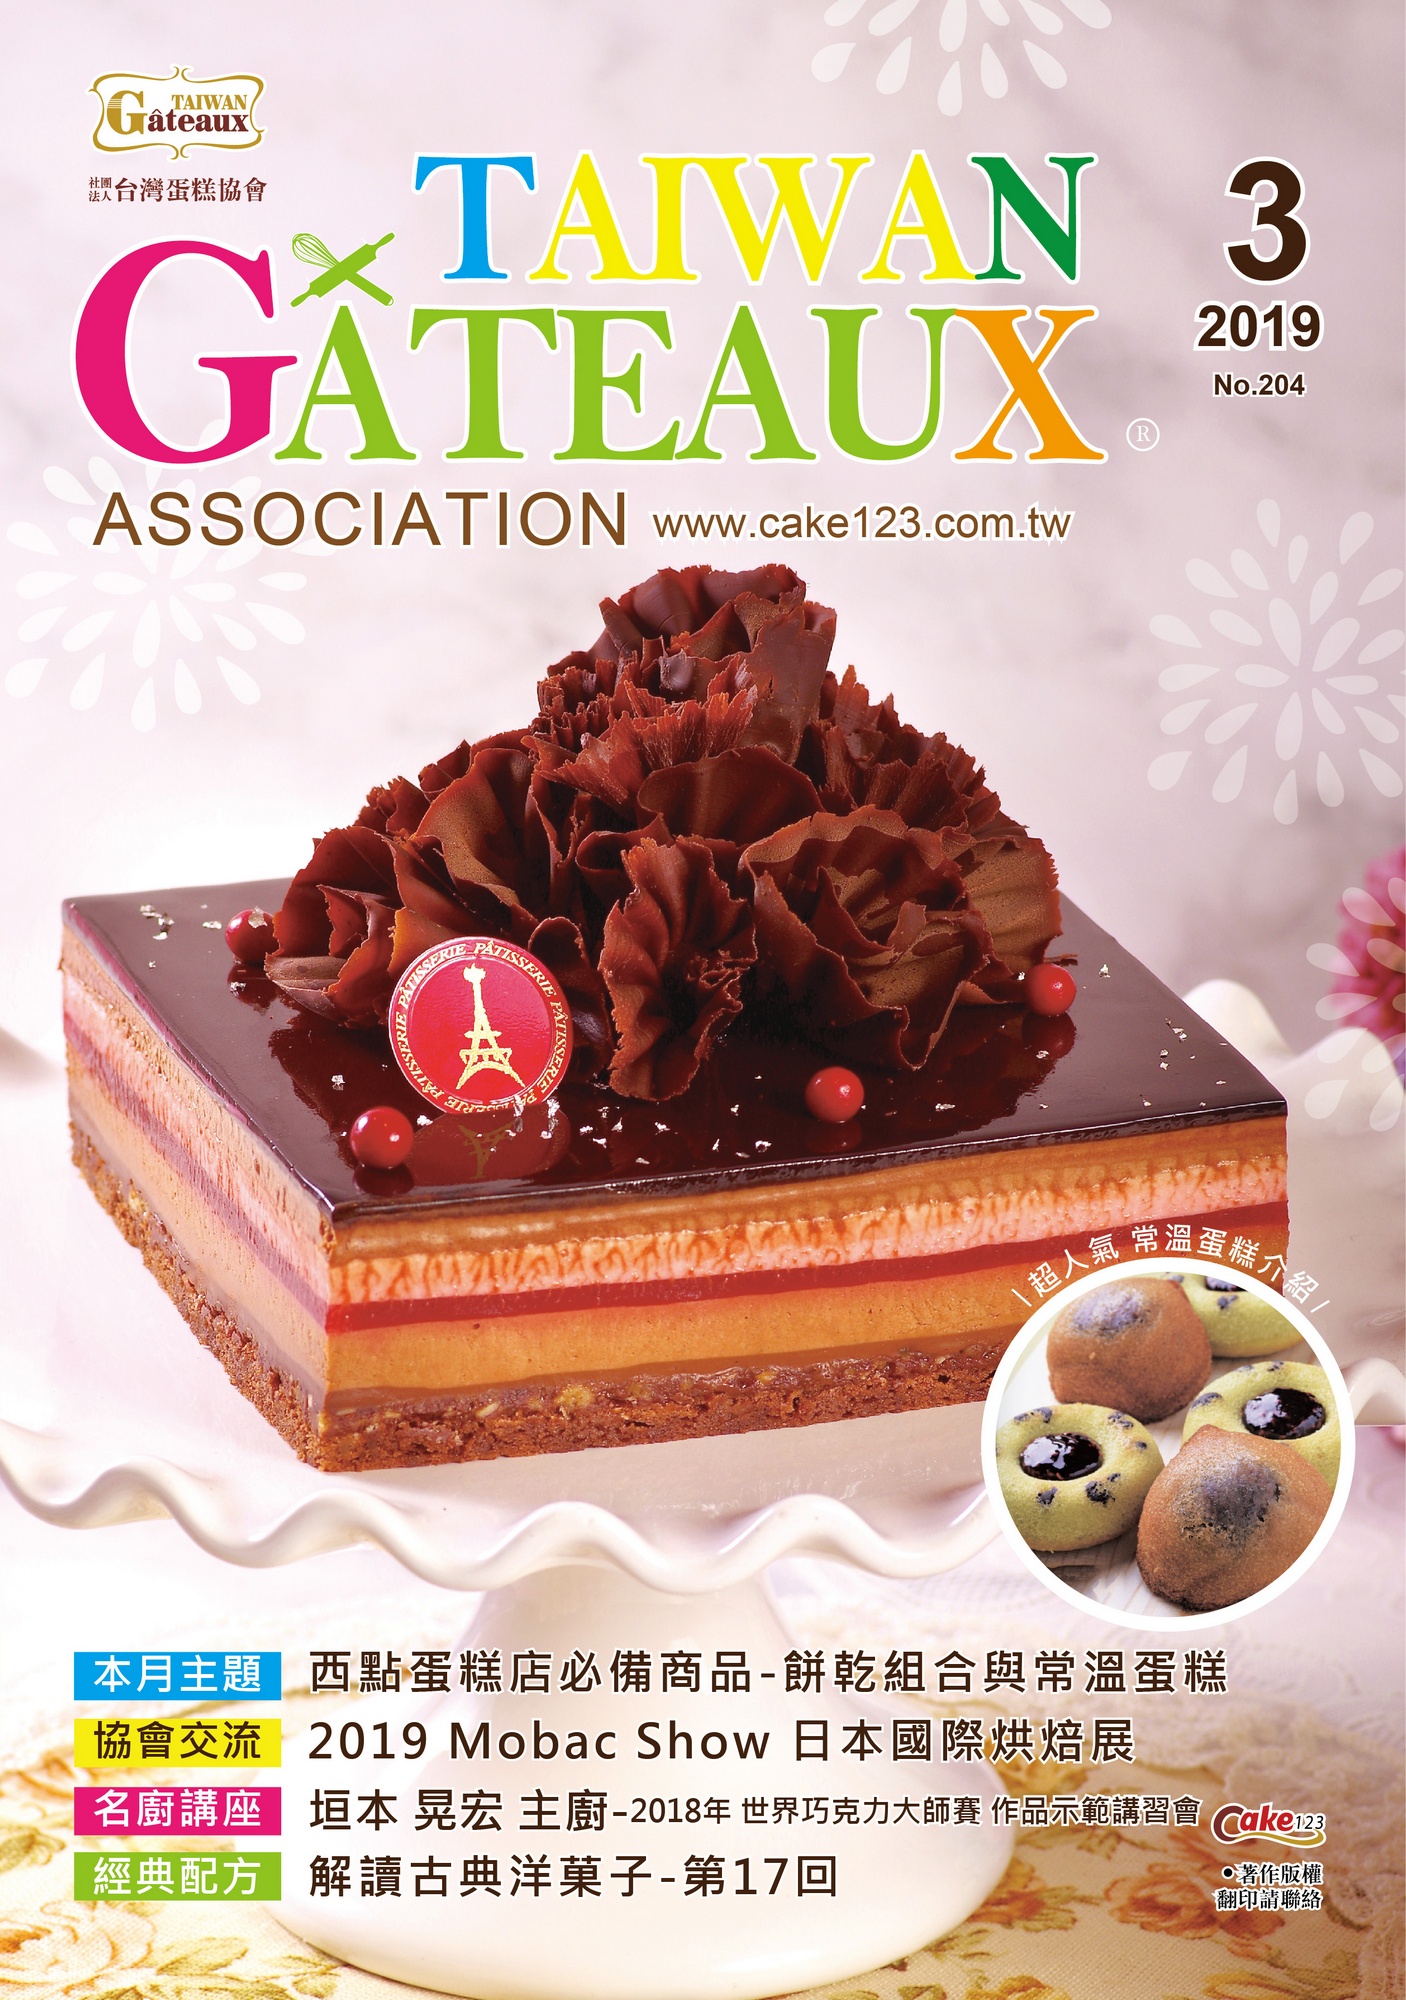 TAIWAN
Gâteaux
社團法人 台灣蛋糕協會
TAIWAN
GÂTEAUX ®
ASSOCIATION www.cake123.com.tw
3
2019
No.204
PÂTISSERIE PÂTISSERIE PÂTISSERIE PÂTISSERIE
超人氣 常溫蛋糕介紹
本月主題 西點蛋糕店必備商品-餅乾組合與常溫蛋糕
協會交流 2019 Mobac Show 日本國際烘焙展
名廚講座 垣本 晃宏 主廚-2018年 世界巧克力大師賽 作品示範講習會
經典配方 解讀古典洋菓子-第17回
Cake123
•著作版權
翻印請聯絡